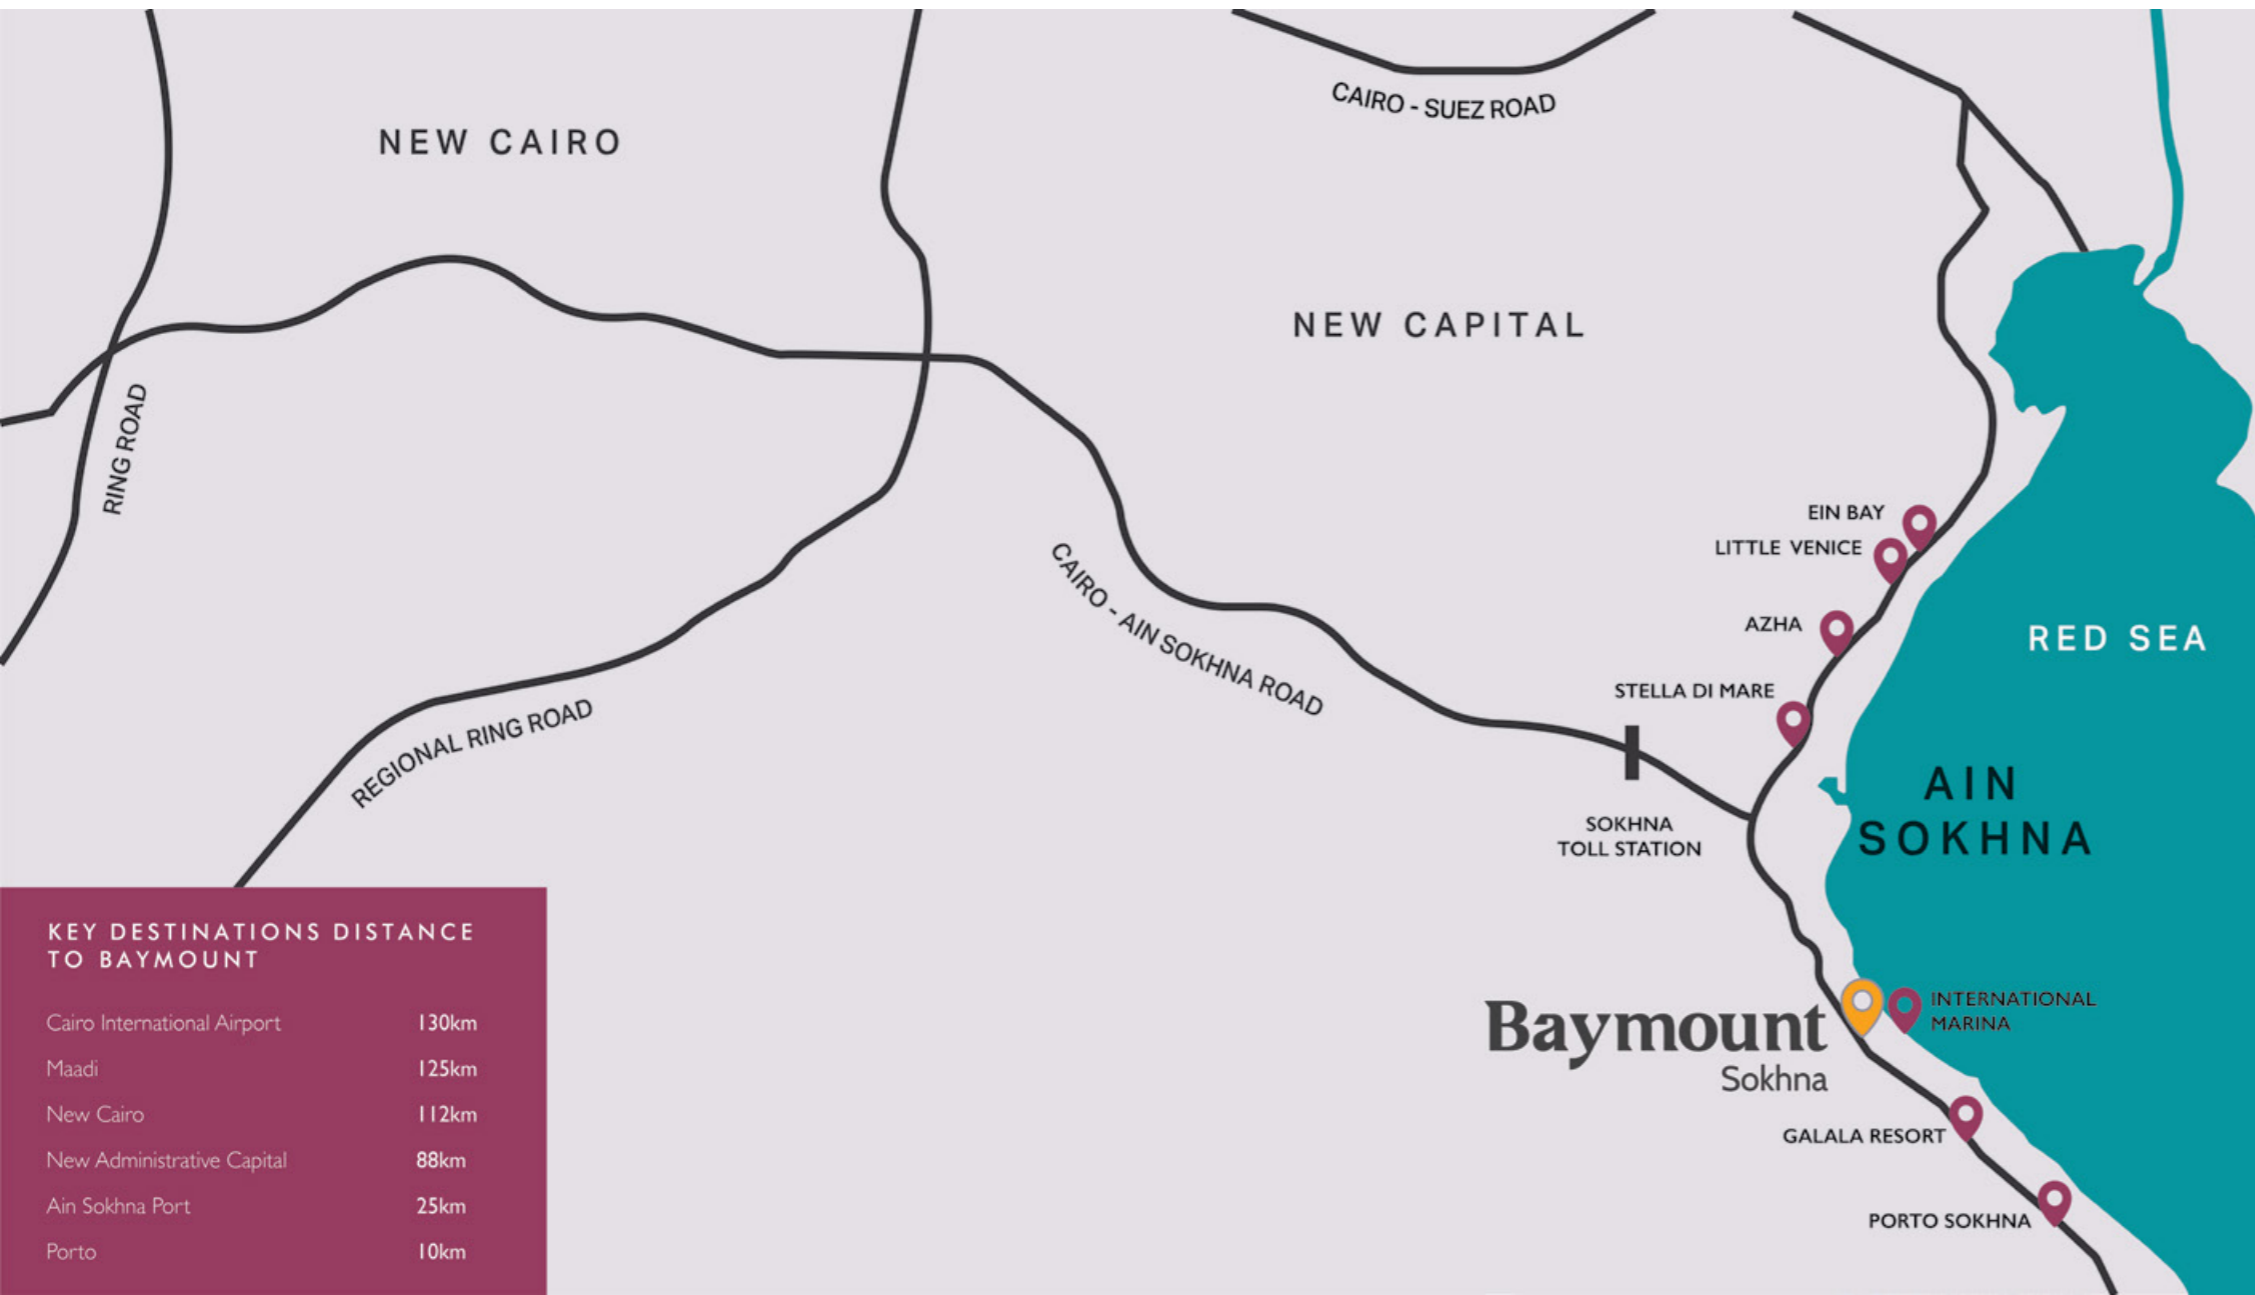 NEW CAIRO
CAIRO - SUEZ ROAD
NEW CAPITAL
RING ROAD
EIN BAY
LITTLE VENICE
AZHA
RED SEA
CAIRO - AIN SOKHNA ROAD
STELLA DI MARE
REGIONAL RING ROAD
AIN
SOKHNA
SOKHNA
TOLL STATION
KEY DESTINATIONS DISTANCE
TO BAYMOUNT
Cairo International Airport 130km
Maadi 125km
New Cairo 112km
New Administrative Capital 88km
Ain Sokhna Port 25km
Porto 10km
Baymount
Sokhna
INTERNATIONAL
MARINA
GALALA RESORT
PORTO SOKHNA